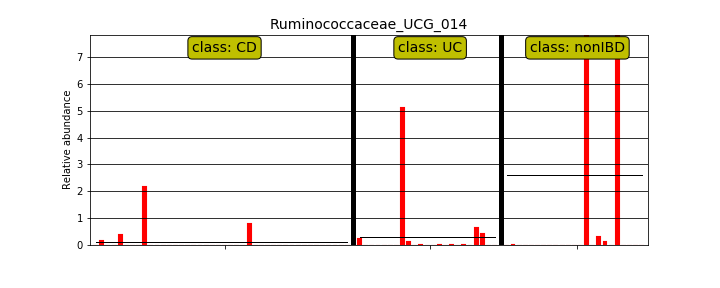 Ruminococcaceae_UCG_014
class: CD
class: UC
class: nonIBD
Relative abundance
7
6
5
4
3
2
1
0